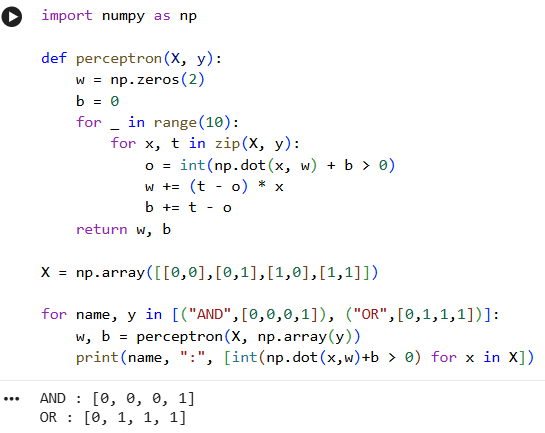 import numpy as np

def perceptron(X, y):
    w = np.zeros(2)
    b = 0
    for _ in range(10):
        for x, t in zip(X, y):
            o = int(np.dot(x, w) + b > 0)
            w += (t - o) * x
            b += t - o
    return w, b

X = np.array([[0,0],[0,1],[1,0],[1,1]])

for name, y in [("AND",[0,0,0,1]), ("OR",[0,1,1,1])]:
    w, b = perceptron(X, np.array(y))
    print(name, ":", [int(np.dot(x,w)+b > 0) for x in X])

AND : [0, 0, 0, 1]
OR : [0, 1, 1, 1]